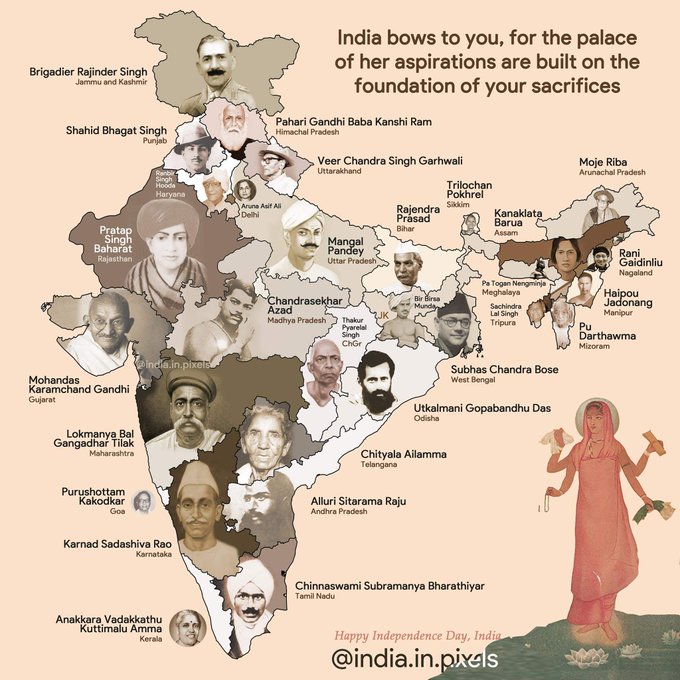 India bows to you, for the palace
of her aspirations are built on the
foundation of your sacrifices
Brigadier Rajinder Singh
Jammu and Kashmir
Pahari Gandhi Baba Kanshi Ram
Himachal Pradesh
Shahid Bhagat Singh
Punjab
Veer Chandra Singh Garhwali
Uttarakhand
Moje Riba
Arunachal Pradesh
Ranbir
Singh
Hooda
Haryana
Aruna Asif Ali
Delhi
Trilochan
Pokhrel
Sikkim
Rajendra
Prasad
Bihar
Kanaklata
Barua
Assam
Pratap
Singh
Baharat
Rajasthan
Mangal
Pandey
Uttar Pradesh
Rani
Gaidinliu
Nagaland
Pa Togan Nengminja
Meghalaya
Haipou
Jadonang
Manipur
Chandrasekhar
Azad
Madhya Pradesh
JK
Bir Birsa
Munda
Sachindra
Lal Singh
Tripura
Thakur
Pyarelal
Singh
ChGr
Pu
Darthawma
Mizoram
@india.in.pixels
Subhas Chandra Bose
West Bengal
Mohandas
Karamchand Gandhi
Gujarat
Utkalmani Gopabandhu Das
Odisha
Lokmanya Bal
Gangadhar Tilak
Maharashtra
Chityala Ailamma
Telangana
Purushottam
Kakodkar
Goa
Alluri Sitarama Raju
Andhra Pradesh
Karnad Sadashiva Rao
Karnataka
Chinnaswami Subramanya Bharathiyar
Tamil Nadu
Anakkara Vadakkathu
Kuttimalu Amma
Kerala
Happy Independence Day, India
@india.in.pixels